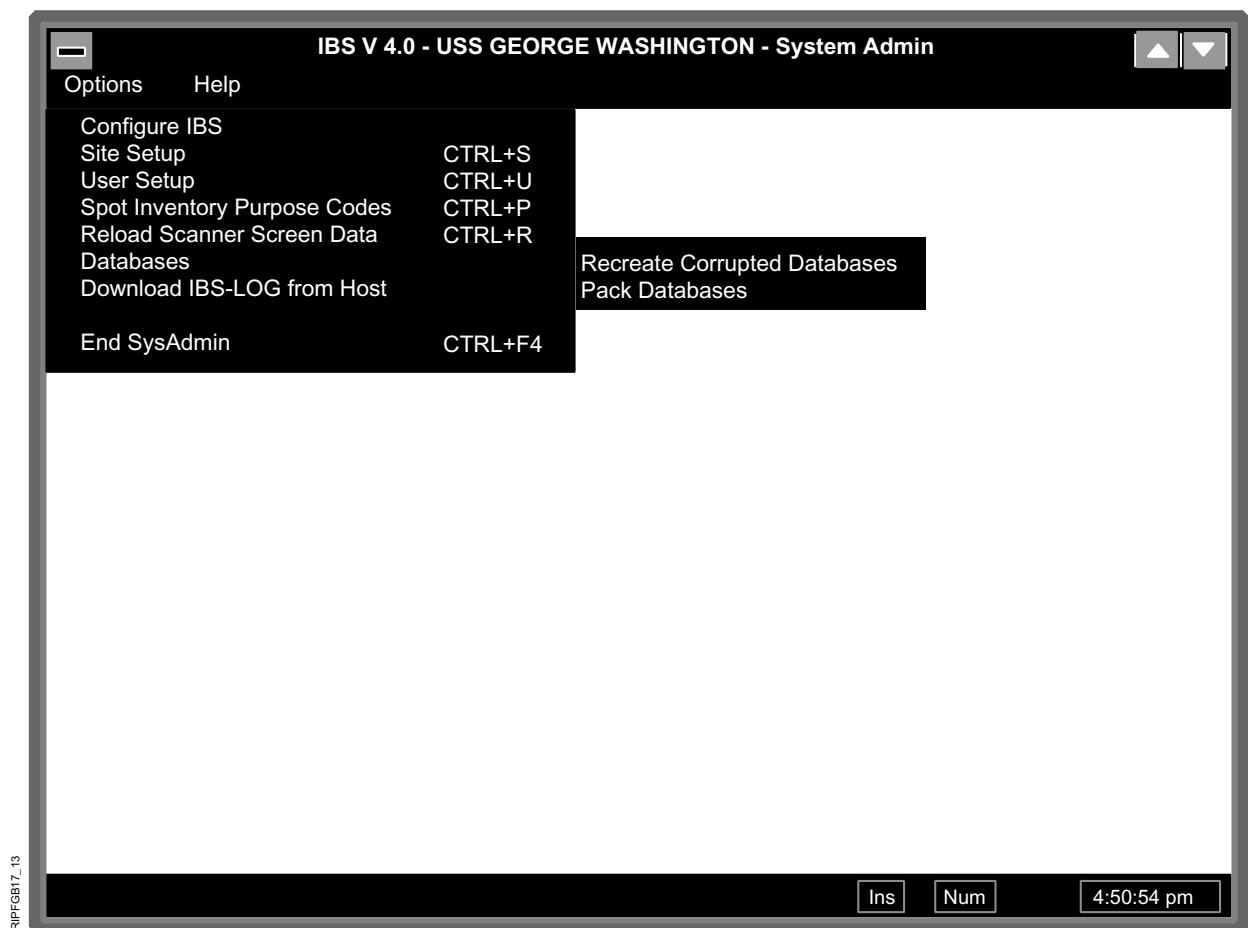 IBS V 4.0 - USS GEORGE WASHINGTON - System Admin
Options Help
Configure IBS
Site Setup CTRL+S
User Setup CTRL+U
Spot Inventory Purpose Codes CTRL+P
Reload Scanner Screen Data CTRL+R
Databases
Recreate Corrupted Databases
Pack Databases
Download IBS-LOG from Host
End SysAdmin CTRL+F4
Ins Num 4:50:54 pm
RIPFGB17_13